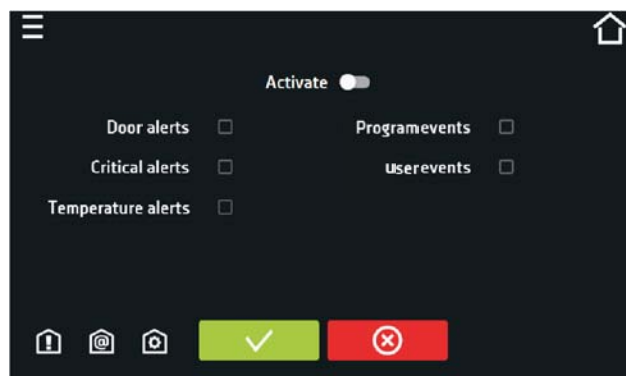 Activate
Door alerts
Programevents
Critical alerts
Userevents
Temperature alerts